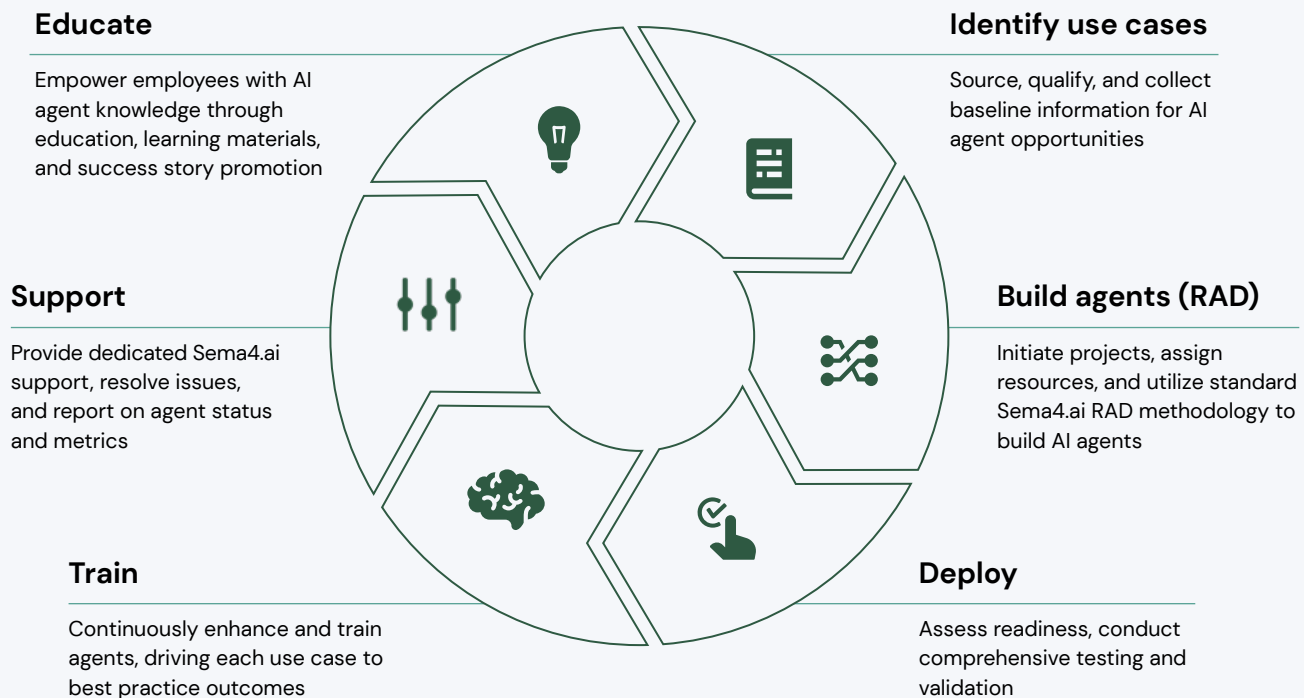 Educate
Empower employees with AI
agent knowledge through
education, learning materials,
and success story promotion
Identify use cases
Source, qualify, and collect
baseline information for AI
agent opportunities
Support
Provide dedicated Sema4.ai
support, resolve issues,
and report on agent status
and metrics
Build agents (RAD)
Initiate projects, assign
resources, and utilize standard
Sema4.ai RAD methodology to
build AI agents
Train
Continuously enhance and train
agents, driving each use case to
best practice outcomes
Deploy
Assess readiness, conduct
comprehensive testing and
validation